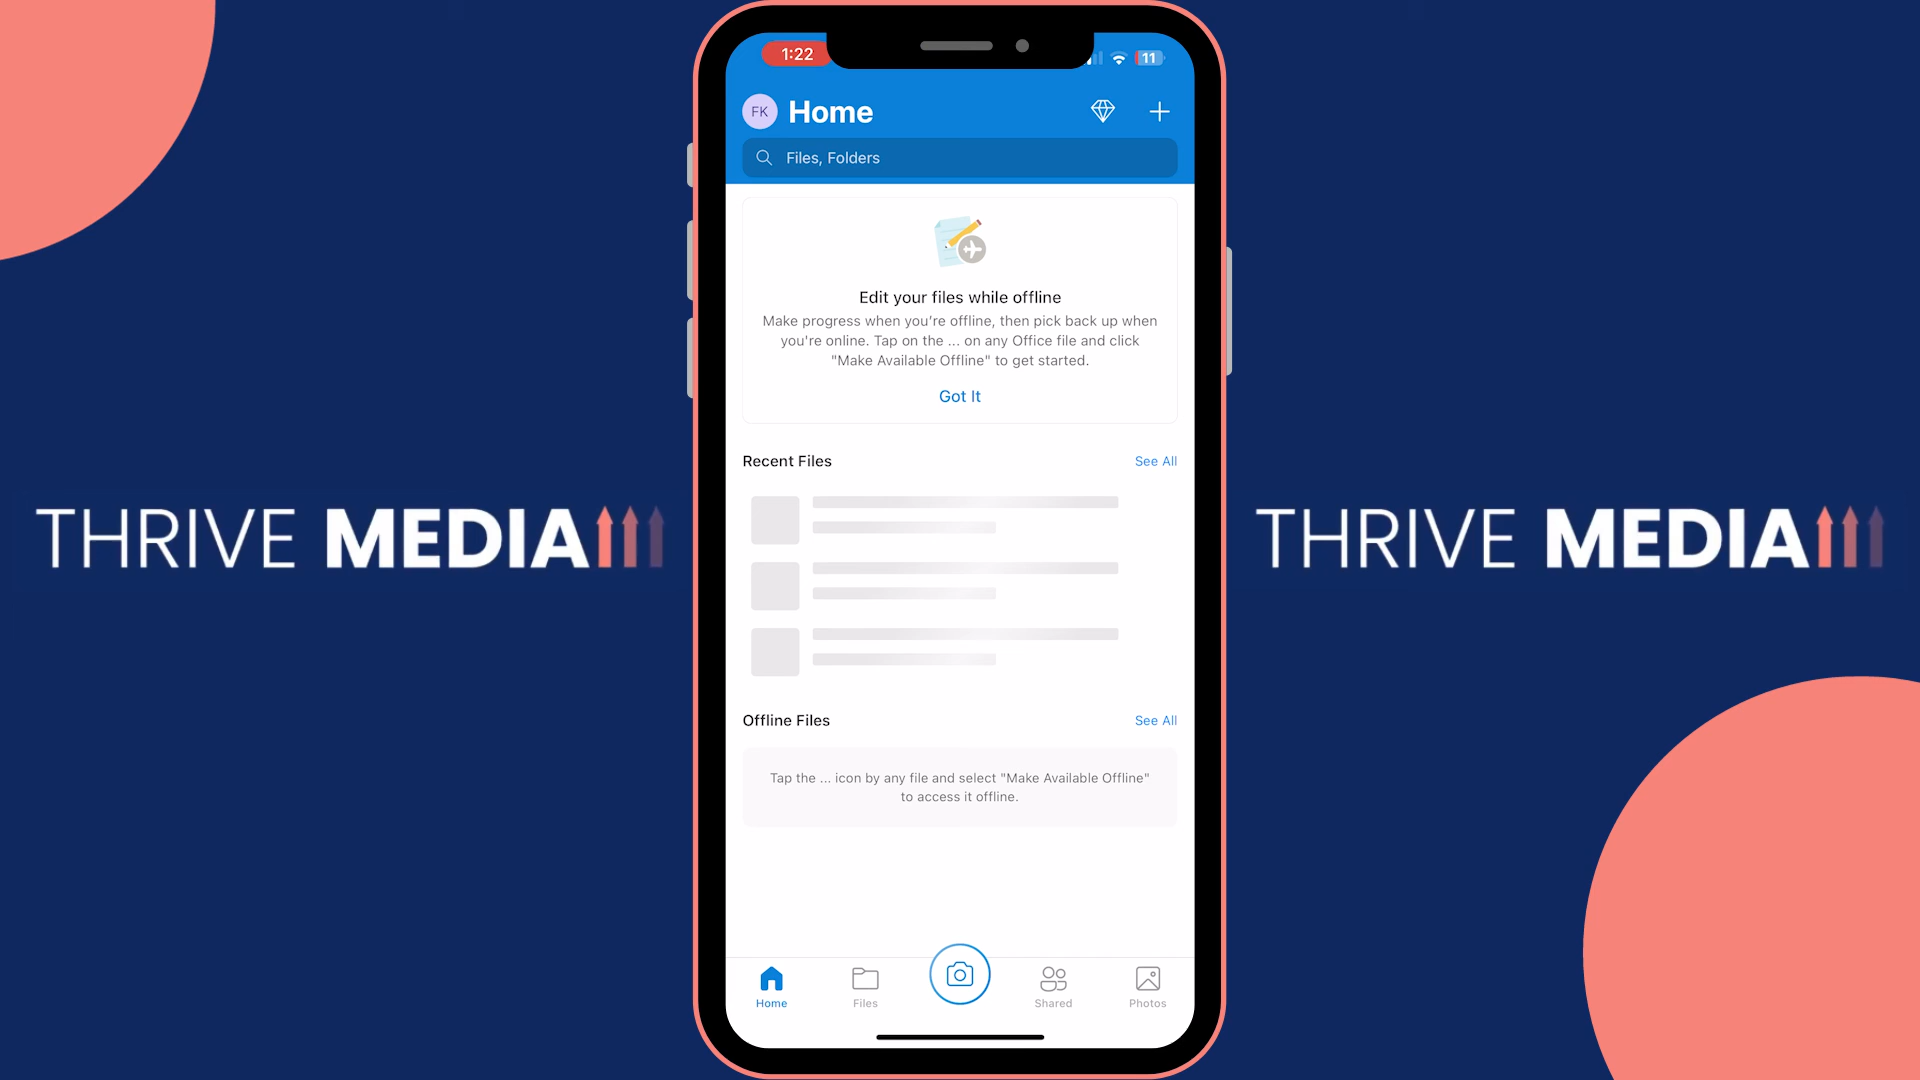 1:22
11
FK
Home
Files, Folders
Edit your files while offline
Make progress when you're offline, then pick back up when
you're online. Tap on the ... on any Office file and click
"Make Available Offline" to get started.
Got It
Recent Files
See All
THRIVE MEDIA
THRIVE MEDIA
Offline Files
See All
Tap the ... icon by any file and select "Make Available Offline"
to access it offline.
Home
Files
Shared
Photos